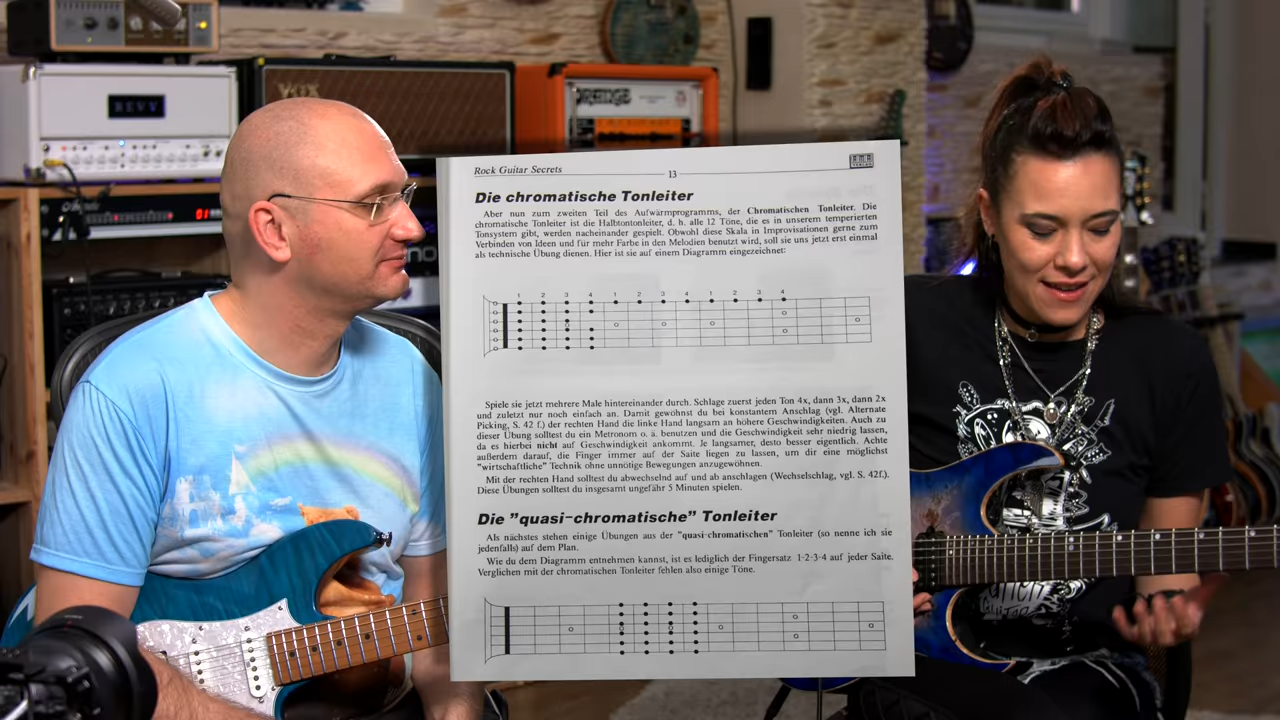 REVV
VOX
Rock Guitar Secrets
13
AMA
VERLAG
Die chromatische Tonleiter
Aber nun zum zweiten Teil des Aufwärmprogramms, der Chromatischen Tonleiter. Die
chromatische Tonleiter ist die Halbtontonleiter, d. h. alle 12 Töne, die es in unserem temperierten
Tonsystem gibt, werden nacheinander gespielt. Obwohl diese Skala in Improvisationen gerne zum
Verbinden von Ideen und für mehr Farbe in den Melodien benutzt wird, soll sie uns jetzt erst einmal
als technische Übung dienen. Hier ist sie auf einem Diagramm eingezeichnet:
1 2 3 4 1 2 3 4 1 2 3 4
Spiele sie jetzt mehrere Male hintereinander durch. Schlage zuerst jeden Ton 4x, dann 3x, dann 2x
und zuletzt nur noch einfach an. Damit gewöhnst du bei konstantem Anschlag (vgl. Alternate
Picking, S. 42 f.) der rechten Hand die linke Hand langsam an höhere Geschwindigkeiten. Auch zu
dieser Übung solltest du ein Metronom o. ä. benutzen und die Geschwindigkeit sehr niedrig lassen,
da es hierbei nicht auf Geschwindigkeit ankommt. Je langsamer, desto besser eigentlich. Achte
außerdem darauf, die Finger immer auf der Saite liegen zu lassen, um dir eine möglichst
"wirtschaftliche" Technik ohne unnötige Bewegungen anzugewöhnen.
Mit der rechten Hand solltest du abwechselnd auf und ab anschlagen (Wechselschlag, vgl. S. 42f.).
Diese Übungen solltest du insgesamt ungefähr 5 Minuten spielen.
Die "quasi-chromatische" Tonleiter
Als nächstes stehen einige Übungen aus der "quasi-chromatischen" Tonleiter (so nenne ich sie
jedenfalls) auf dem Plan.
Wie du dem Diagramm entnehmen kannst, ist es lediglich der Fingersatz 1-2-3-4 auf jeder Saite.
Verglichen mit der chromatischen Tonleiter fehlen also einige Töne.